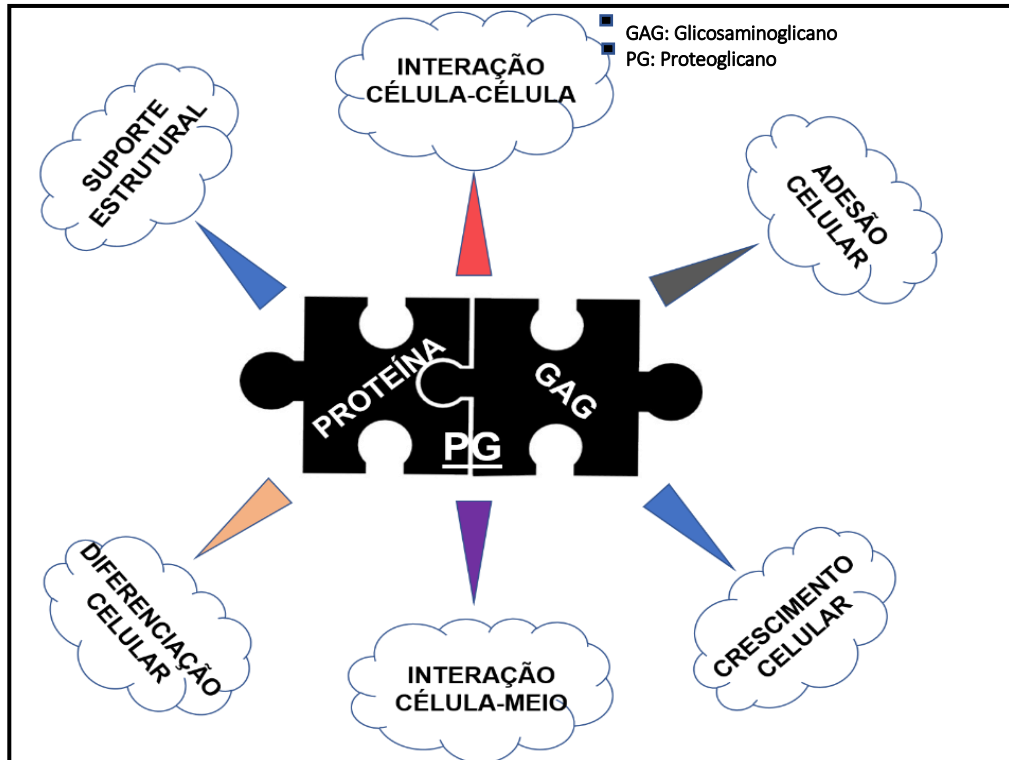 GAG: Glicosaminoglicano
PG: Proteoglicano
INTERAÇÃO
CÉLULA-CÉLULA
SUPORTE
ESTRUTURAL
ADESÃO
CELULAR
PROTEÍNA
GAG
PG
DIFERENCIAÇÃO
CELULAR
INTERAÇÃO
CÉLULA-MEIO
CRESCIMENTO
CELULAR